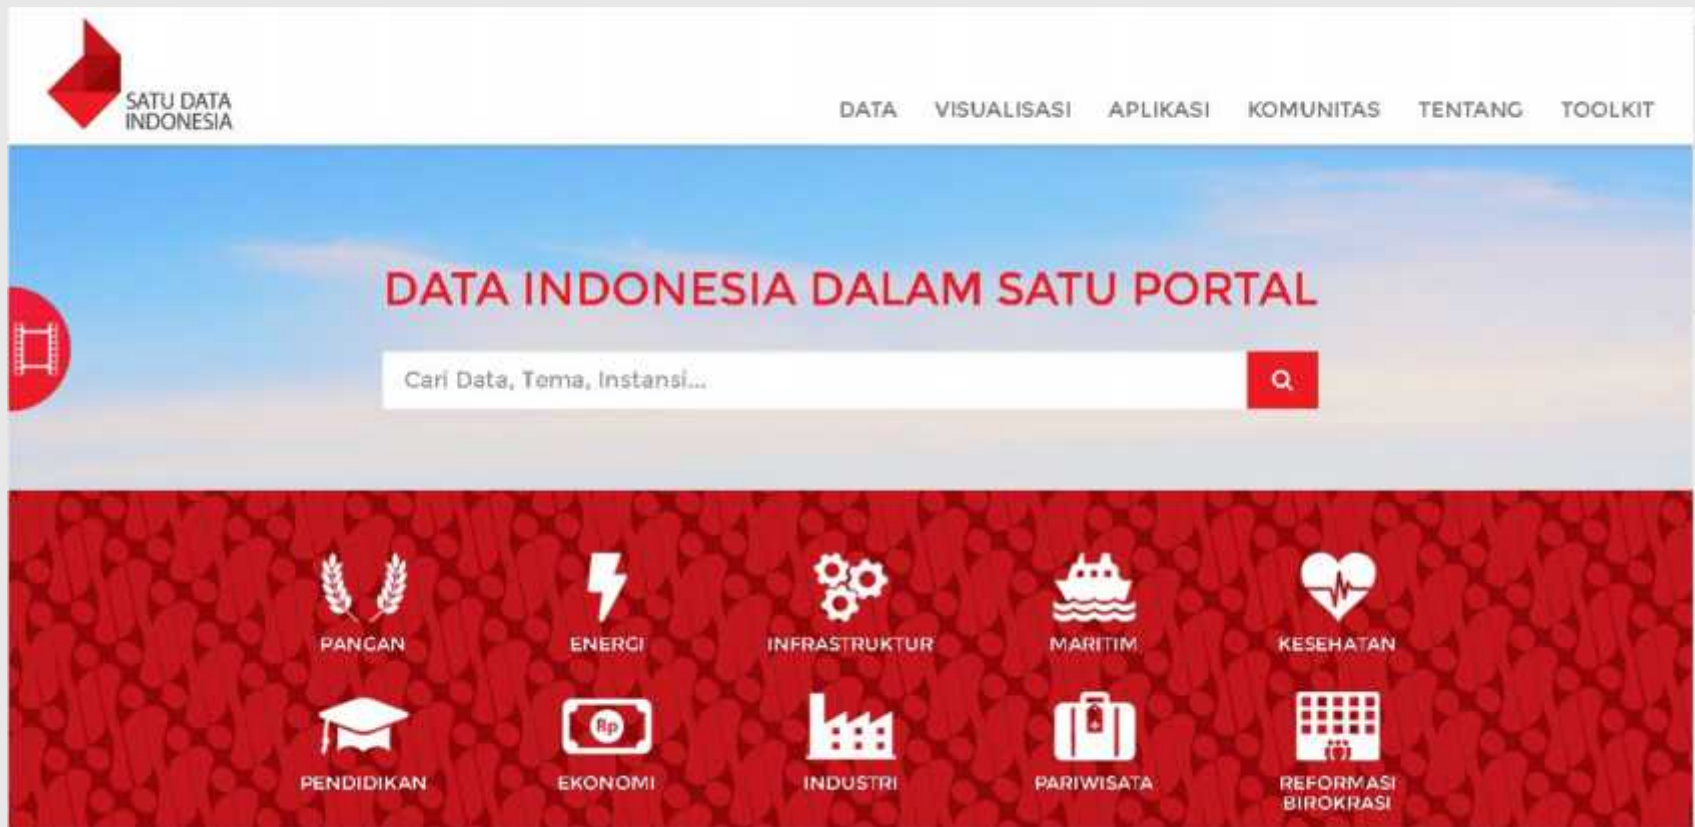 SATU DATA
INDONESIA
DATA VISUALISASI APLIKASI KOMUNITAS TENTANG TOOLKIT
DATA INDONESIA DALAM SATU PORTAL
Cari Data, Tema, Instansi...
PANGAN ENERGI INFRASTRUKTUR MARITIM KESEHATAN
Rp
PENDIDIKAN EKONOMI INDUSTRI PARIWISATA REFORMASI
BIROKRASI